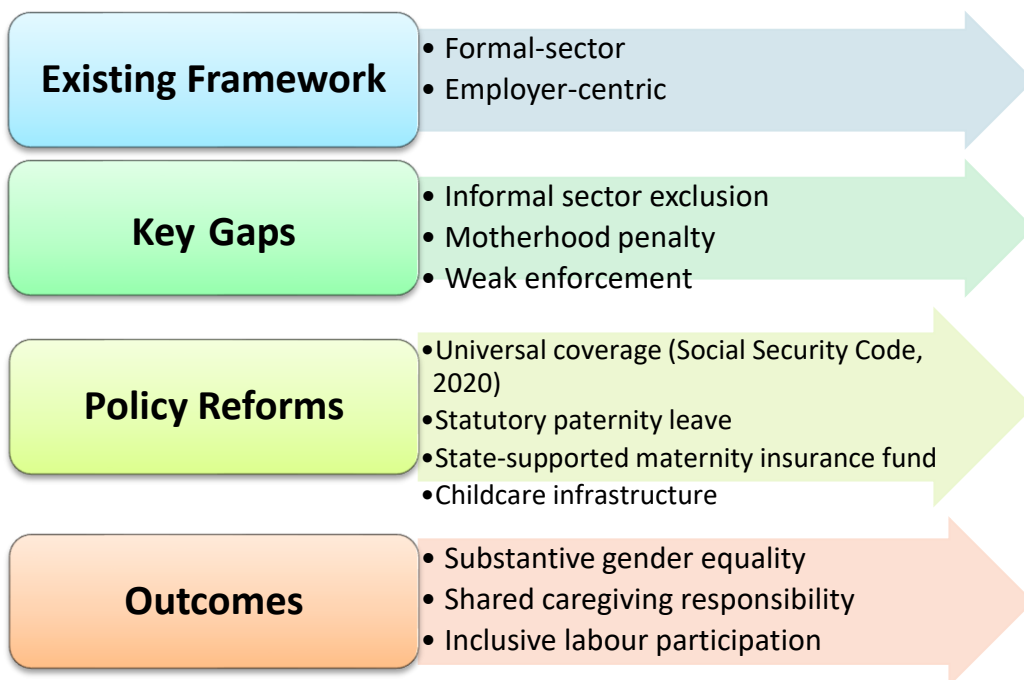 Existing Framework
• Formal-sector
• Employer-centric
Key Gaps
• Informal sector exclusion
• Motherhood penalty
• Weak enforcement
Policy Reforms
•Universal coverage (Social Security Code,
2020)
•Statutory paternity leave
•State-supported maternity insurance fund
•Childcare infrastructure
Outcomes
• Substantive gender equality
• Shared caregiving responsibility
• Inclusive labour participation